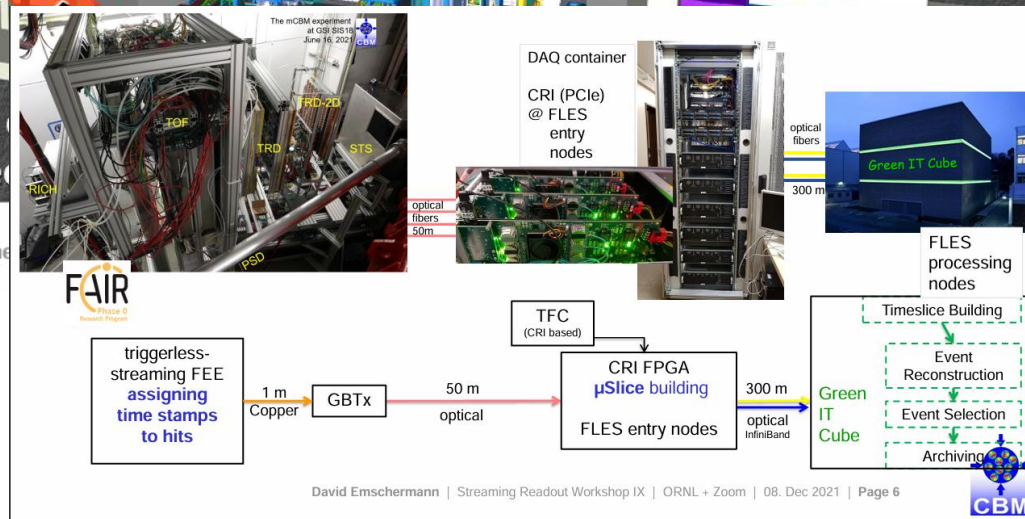 The mCBM experiment
at GSI SIS18
June 16, 2021
CBM
TOF
TRD-2D
TRD
STS
RICH
PSD
optical
fibers
50m
DAQ container
CRI (PCIe)
@ FLES
entry
nodes
optical
fibers
300 m
Green IT Cube
FLES
processing
nodes
FAIR
Phase 0
Research Program
triggerless-
streaming FEE
assigning
time stamps
to hits
1 m
Copper
GBTx
50 m
optical
TFC
(CRI based)
CRI FPGA
µSlice building
FLES entry nodes
300 m
optical
InfiniBand
Green
IT
Cube
Timeslice Building
Event
Reconstruction
Event Selection
Archiving
CBM
David Emschermann | Streaming Readout Workshop IX | ORNL + Zoom | 08. Dec 2021 | Page 6